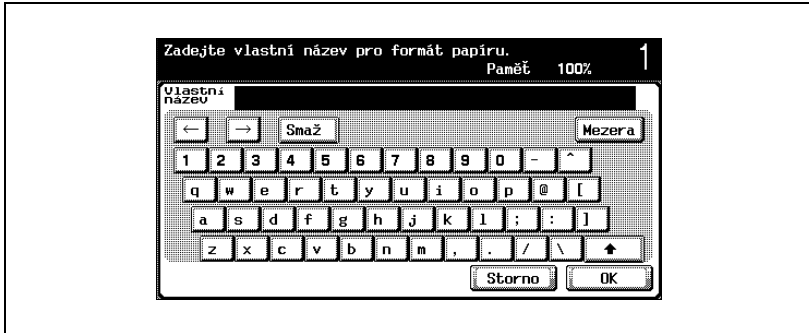 Zadejte vlastní název pro formát papíru. 1
Paměť 100%
Vlastní
název
← → Smaž Mezera
1 2 3 4 5 6 7 8 9 0 - ^
q w e r t y u i o p @ [
a s d f g h j k l ; : ]
z x c v b n m , . / \ ↑
Storno OK